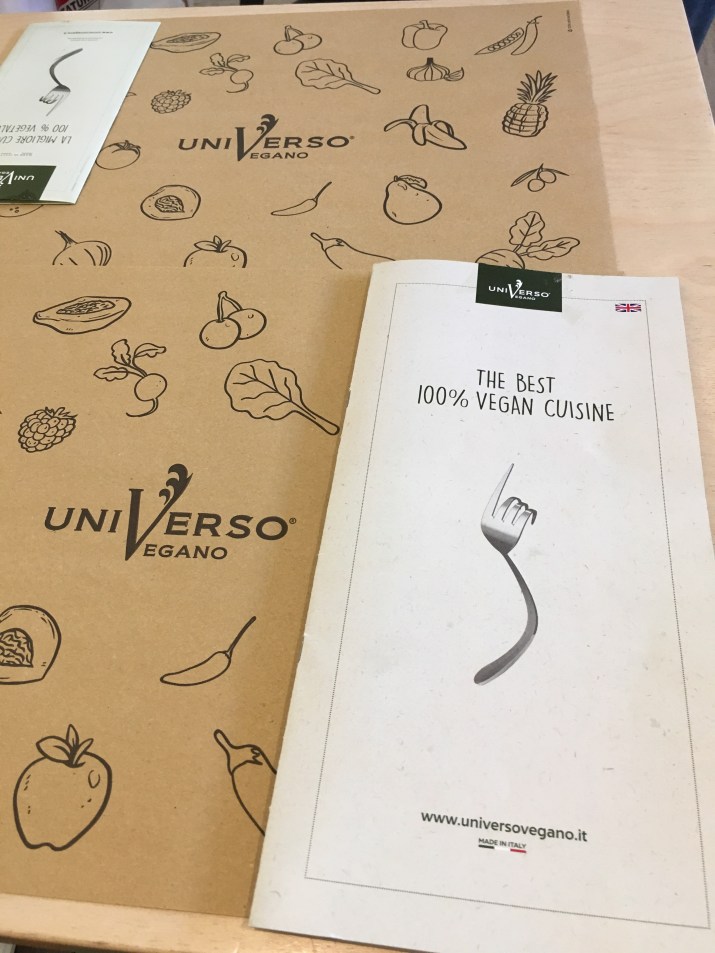 UNIVERSO®
VEGANO
LA MIGLIORE
100% VEGETAL
UNIVERSO®
VEGANO
THE BEST
100% VEGAN CUISINE
www.universovegano.it
MADE IN ITALY
UNIVERSO®
VEGANO